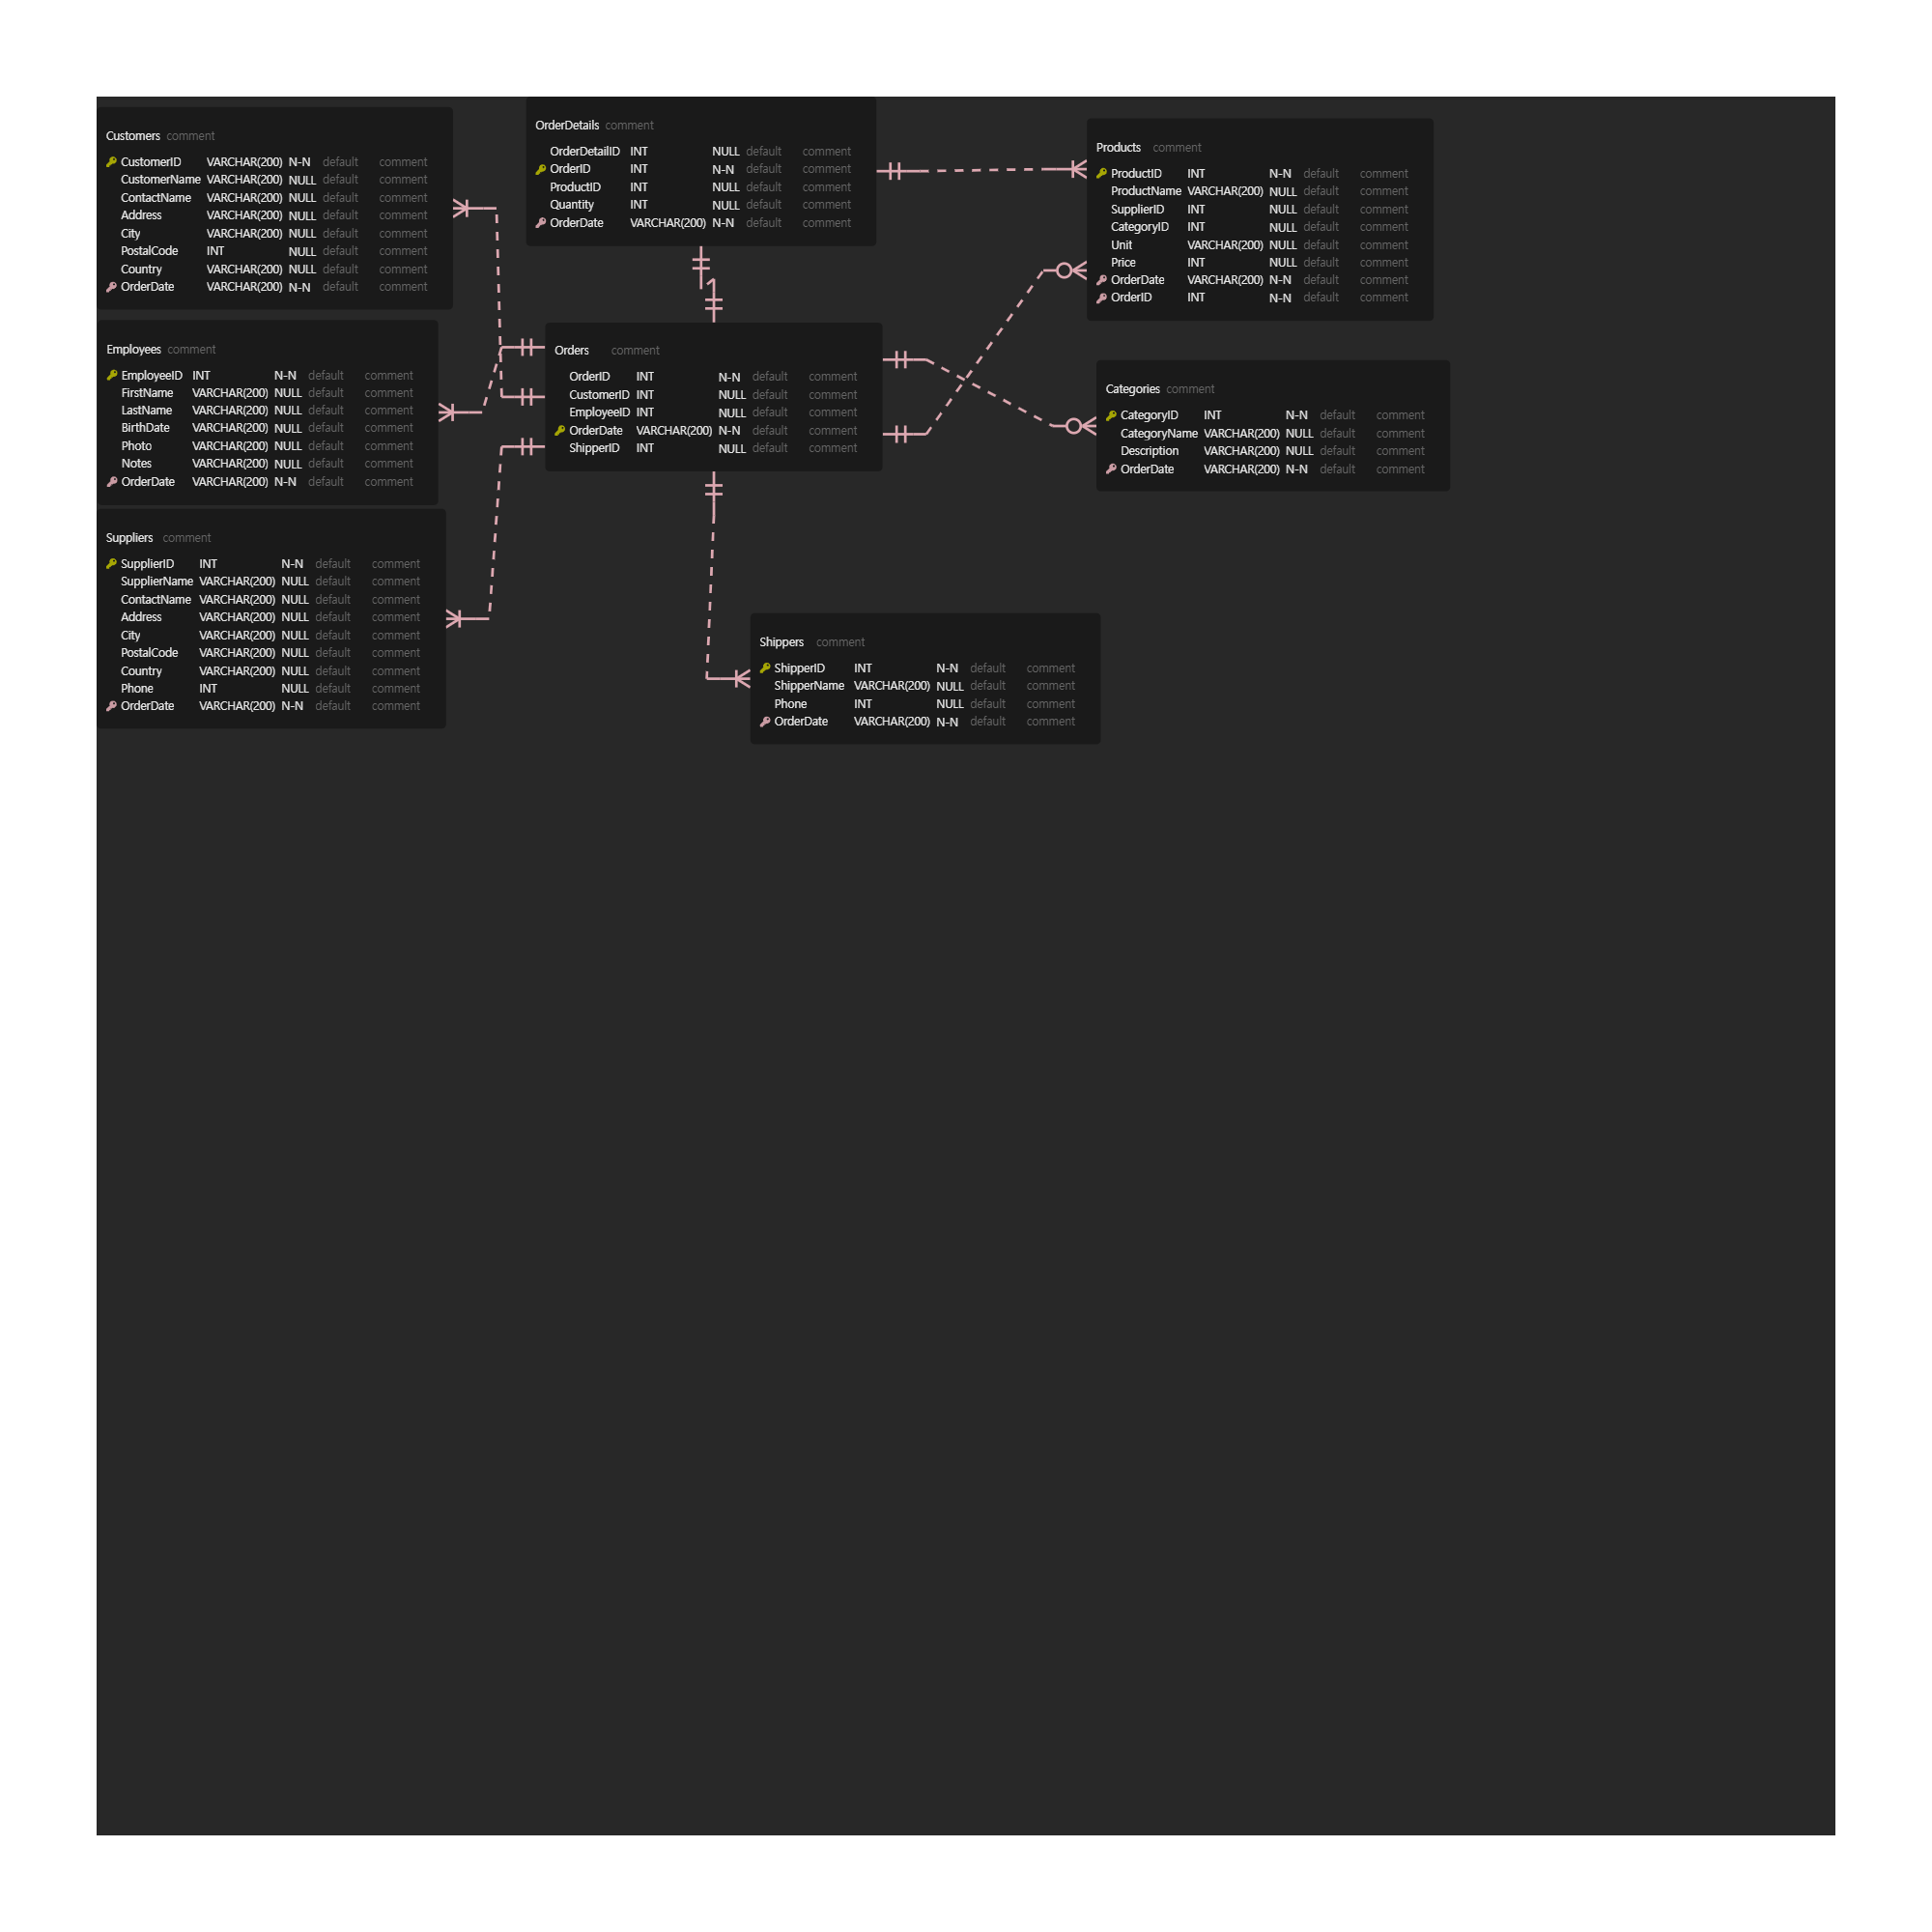 Customers comment
CustomerID VARCHAR(200) N-N default comment
CustomerName VARCHAR(200) NULL default comment
ContactName VARCHAR(200) NULL default comment
Address VARCHAR(200) NULL default comment
City VARCHAR(200) NULL default comment
PostalCode INT NULL default comment
Country VARCHAR(200) NULL default comment
OrderDate VARCHAR(200) N-N default comment
OrderDetails comment
OrderDetailID INT NULL default comment
OrderID INT N-N default comment
ProductID INT NULL default comment
Quantity INT NULL default comment
OrderDate VARCHAR(200) N-N default comment
Products comment
ProductID INT N-N default comment
ProductName VARCHAR(200) NULL default comment
SupplierID INT NULL default comment
CategoryID INT NULL default comment
Unit VARCHAR(200) NULL default comment
Price INT NULL default comment
OrderDate VARCHAR(200) N-N default comment
OrderID INT N-N default comment
Employees comment
EmployeeID INT N-N default comment
FirstName VARCHAR(200) NULL default comment
LastName VARCHAR(200) NULL default comment
BirthDate VARCHAR(200) NULL default comment
Photo VARCHAR(200) NULL default comment
Notes VARCHAR(200) NULL default comment
OrderDate VARCHAR(200) N-N default comment
Orders comment
OrderID INT N-N default comment
CustomerID INT NULL default comment
EmployeeID INT NULL default comment
OrderDate VARCHAR(200) N-N default comment
ShipperID INT NULL default comment
Categories comment
CategoryID INT N-N default comment
CategoryName VARCHAR(200) NULL default comment
Description VARCHAR(200) NULL default comment
OrderDate VARCHAR(200) N-N default comment
Suppliers comment
SupplierID INT N-N default comment
SupplierName VARCHAR(200) NULL default comment
ContactName VARCHAR(200) NULL default comment
Address VARCHAR(200) NULL default comment
City VARCHAR(200) NULL default comment
PostalCode VARCHAR(200) NULL default comment
Country VARCHAR(200) NULL default comment
Phone INT NULL default comment
OrderDate VARCHAR(200) N-N default comment
Shippers comment
ShipperID INT N-N default comment
ShipperName VARCHAR(200) NULL default comment
Phone INT NULL default comment
OrderDate VARCHAR(200) N-N default comment